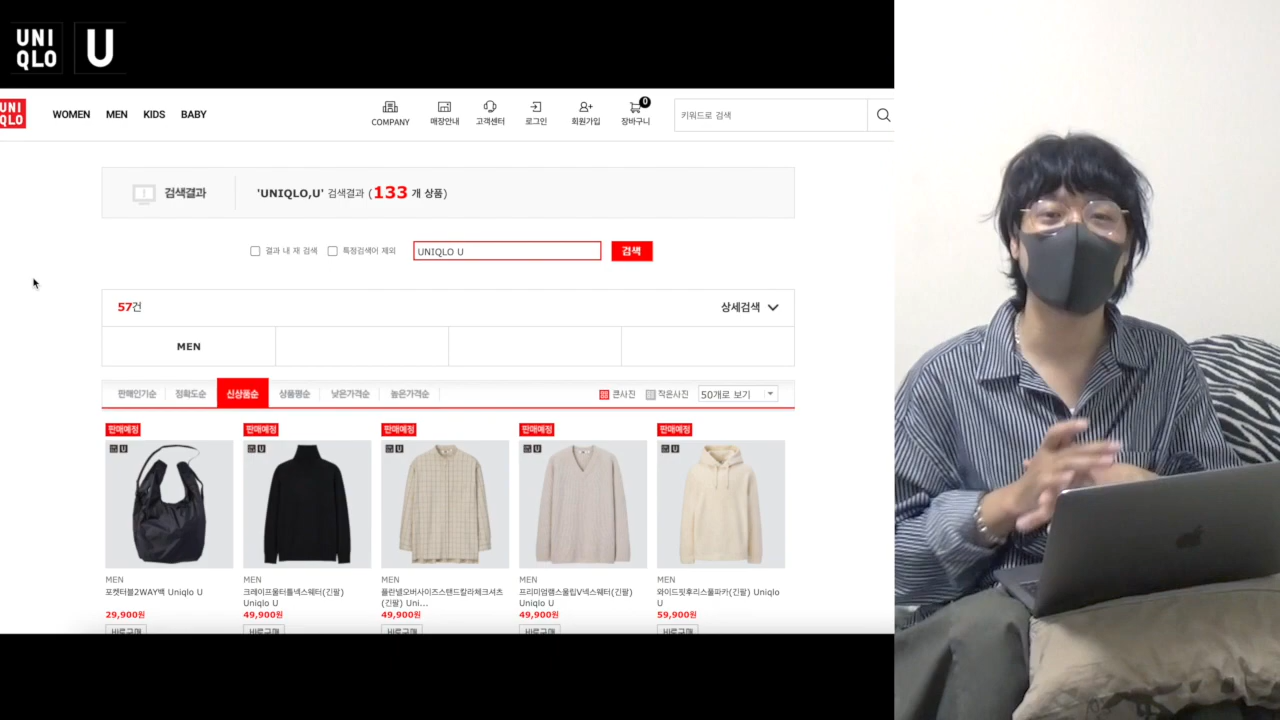 UNI
QLO
U
UNI
QLO
WOMEN MEN KIDS BABY
COMPANY 매장안내 고객센터 로그인 회원가입 0 장바구니
키워드로 검색
검색결과 'UNIQLO,U' 검색결과 (133 개 상품)
결과 내 재 검색 특정검색어 제외 UNIQLO U 검색
57건 상세검색
MEN
판매인기순 정확도순 신상품순 상품평순 낮은가격순 높은가격순 큰사진 작은사진 50개로 보기
판매예정 판매예정 판매예정 판매예정 판매예정
MEN MEN MEN MEN MEN
포켓터블2WAY백 Uniqlo U
29,900원
크레이프울터틀넥스웨터(긴팔)
Uniqlo U
49,900원
플란넬오버사이즈스탠드칼라체크셔츠
(긴팔) Uni...
49,900원
프리미엄램스울립V넥스웨터(긴팔)
Uniqlo U
49,900원
와이드핏후리스풀파카(긴팔) Uniqlo
U
59,900원